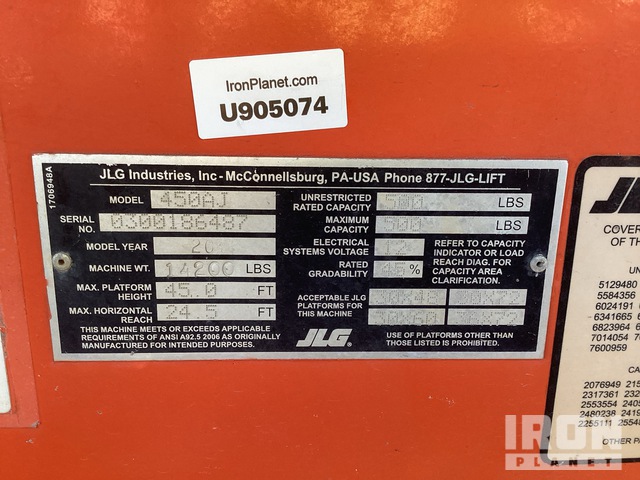 IronPlanet.com
U905074
1706948A
JLG Industries, Inc - McConnellsburg, PA-USA Phone 877-JLG-LIFT
MODEL 450AJ
SERIAL NO. 0300186487
MODEL YEAR 20
MACHINE WT. 14200 LBS
MAX. PLATFORM HEIGHT 45.0 FT
MAX. HORIZONTAL REACH 24.5 FT
THIS MACHINE MEETS OR EXCEEDS APPLICABLE
REQUIREMENTS OF ANSI A92.5 2006 AS ORIGINALLY
MANUFACTURED FOR INTENDED PURPOSES.
UNRESTRICTED RATED CAPACITY 500 LBS
MAXIMUM CAPACITY 500 LBS
ELECTRICAL SYSTEMS VOLTAGE 12
RATED GRADABILITY 45%
REFER TO CAPACITY
INDICATOR OR LOAD
REACH DIAG. FOR
CAPACITY AREA
CLARIFICATION.
ACCEPTABLE JLG
PLATFORMS FOR
THIS MACHINE
JLG
USE OF PLATFORMS OTHER THAN
THOSE LISTED IS PROHIBITED.
COVER
OF TH
UN
5129480
5584356
6024191
6341665
6823964
7014054
7600959
CA
2076949
2317361
2553554
2480238
2255111
OTHER
IRON
PLANET